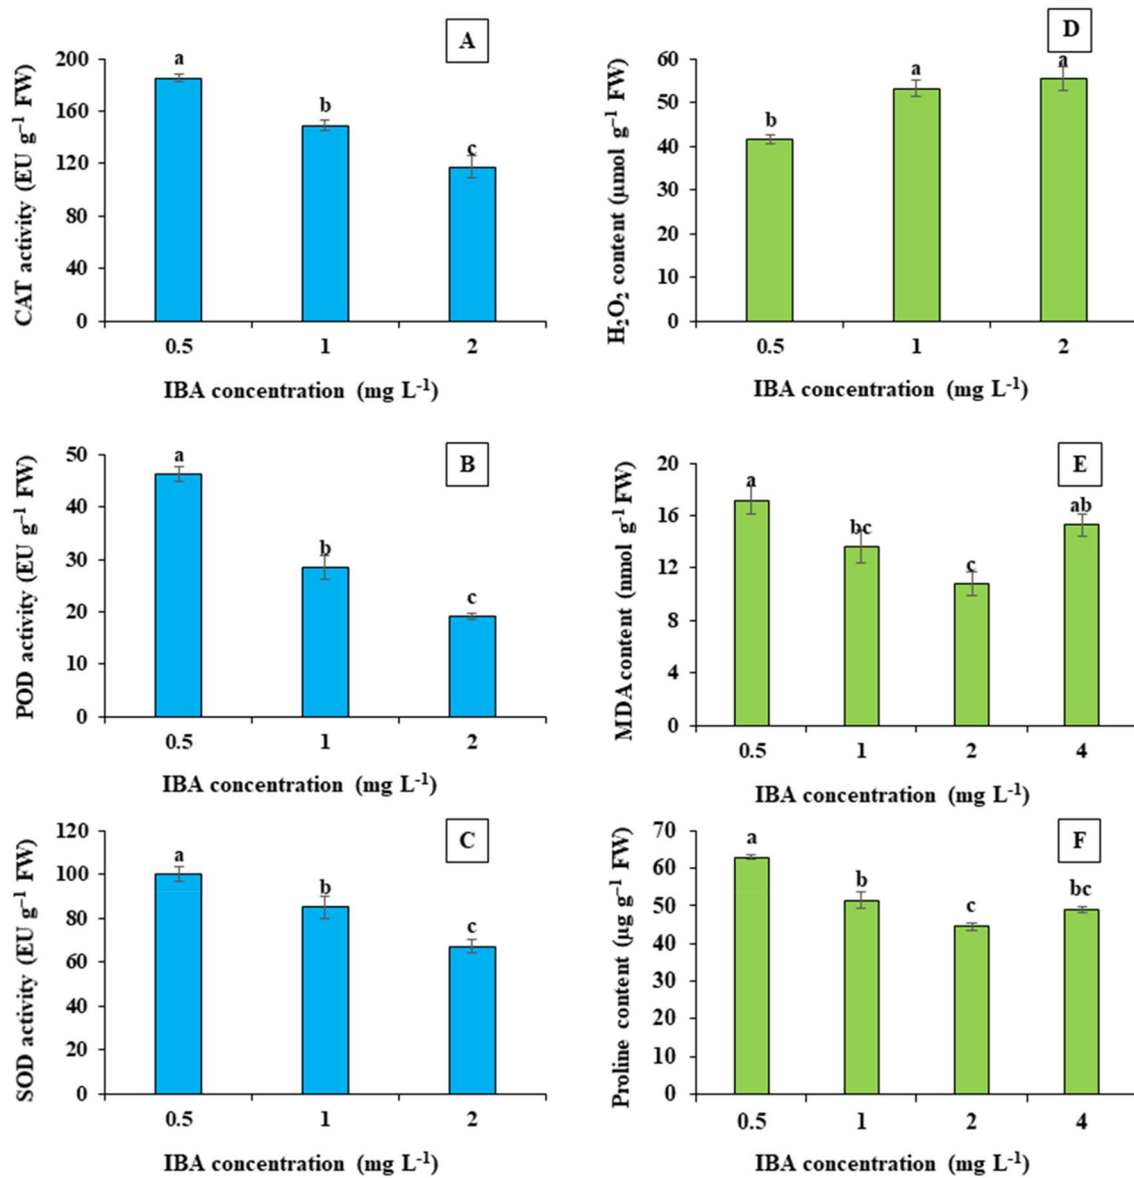 A
CAT activity (EU g⁻¹ FW)
200
160
120
80
40
0
a
b
c
0.5 1 2
IBA concentration (mg L⁻¹)
D
H₂O₂ content (µmol g⁻¹ FW)
60
50
40
30
20
10
0
b
a
a
0.5 1 2
IBA concentration (mg L⁻¹)
B
POD activity (EU g⁻¹ FW)
50
40
30
20
10
0
a
b
c
0.5 1 2
IBA concentration (mg L⁻¹)
E
MDA content (nmol g⁻¹ FW)
20
16
12
8
4
0
a
bc
c
ab
0.5 1 2 4
IBA concentration (mg L⁻¹)
C
SOD activity (EU g⁻¹ FW)
120
100
80
60
40
20
0
a
b
c
0.5 1 2
IBA concentration (mg L⁻¹)
F
Proline content (µg g⁻¹ FW)
70
60
50
40
30
20
10
0
a
b
c
bc
0.5 1 2 4
IBA concentration (mg L⁻¹)